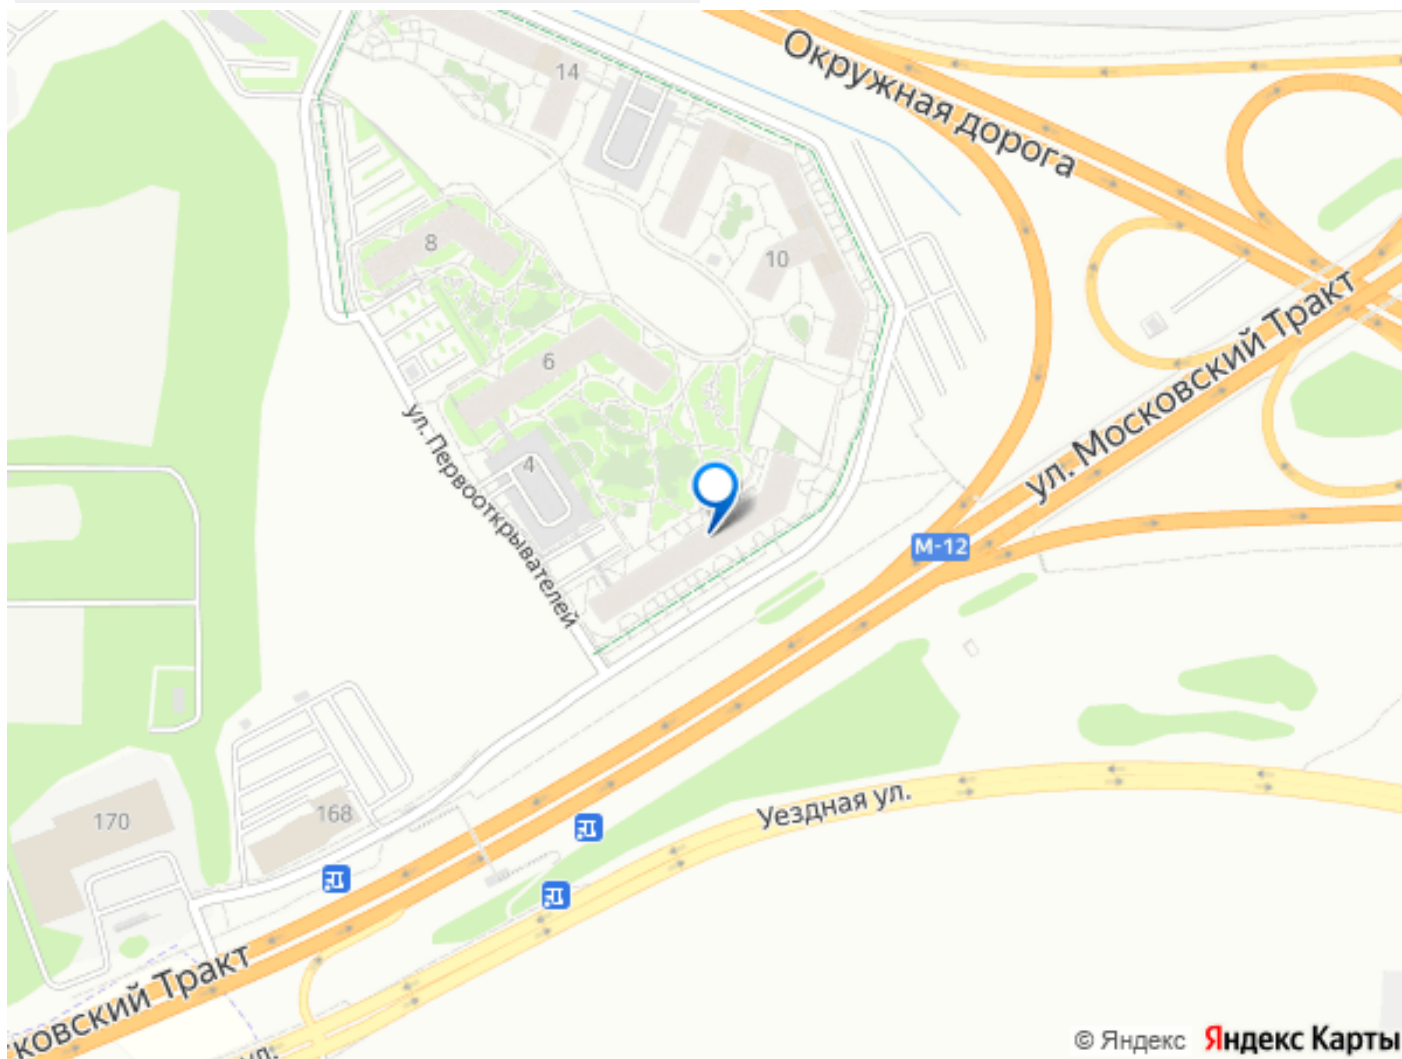 14
Окружная дорога
8
10
6
ул. Московский Тракт
ул. Первооткрывателей
4
М-12
168
170
Уездная ул.
ковский Тракт
ул.
© Яндекс Яндекс Карты